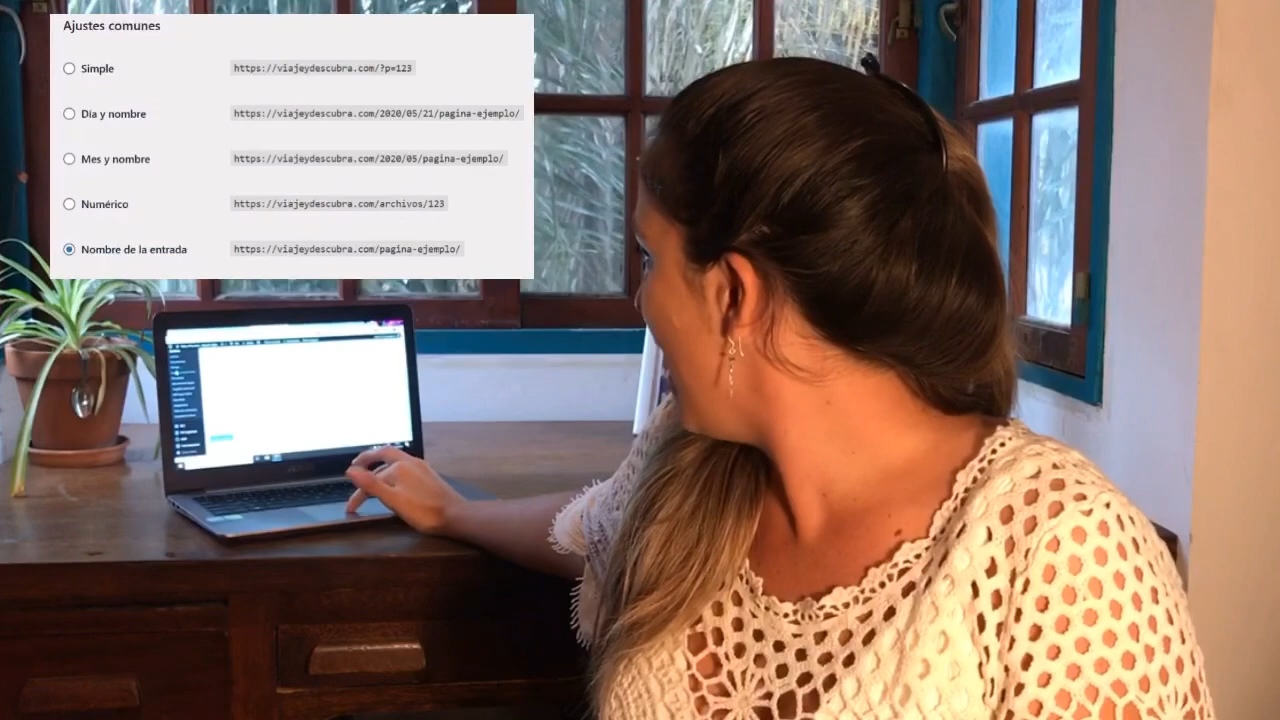 Ajustes comunes
Simple https://viajeydescubra.com/?p=123
Día y nombre https://viajeydescubra.com/2020/05/21/pagina-ejemplo/
Mes y nombre https://viajeydescubra.com/2020/05/pagina-ejemplo/
Numérico https://viajeydescubra.com/archivos/123
Nombre de la entrada https://viajeydescubra.com/pagina-ejemplo/